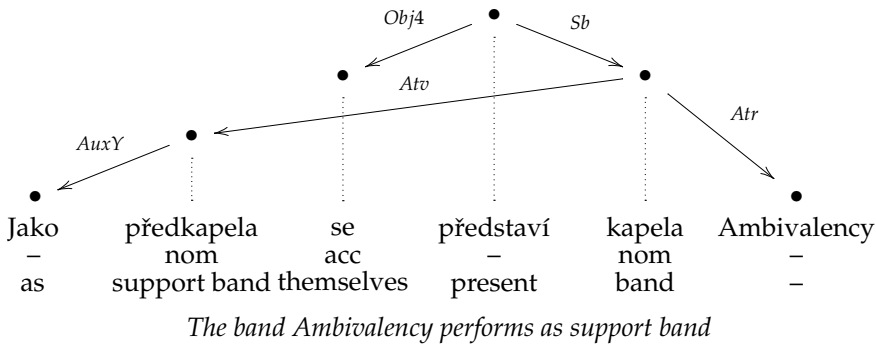 Obj4 Sb
Atv
Atr
AuxY
Jako předkapela se představí kapela Ambivalency
– nom acc – nom –
as support band themselves present band –
The band Ambivalency performs as support band